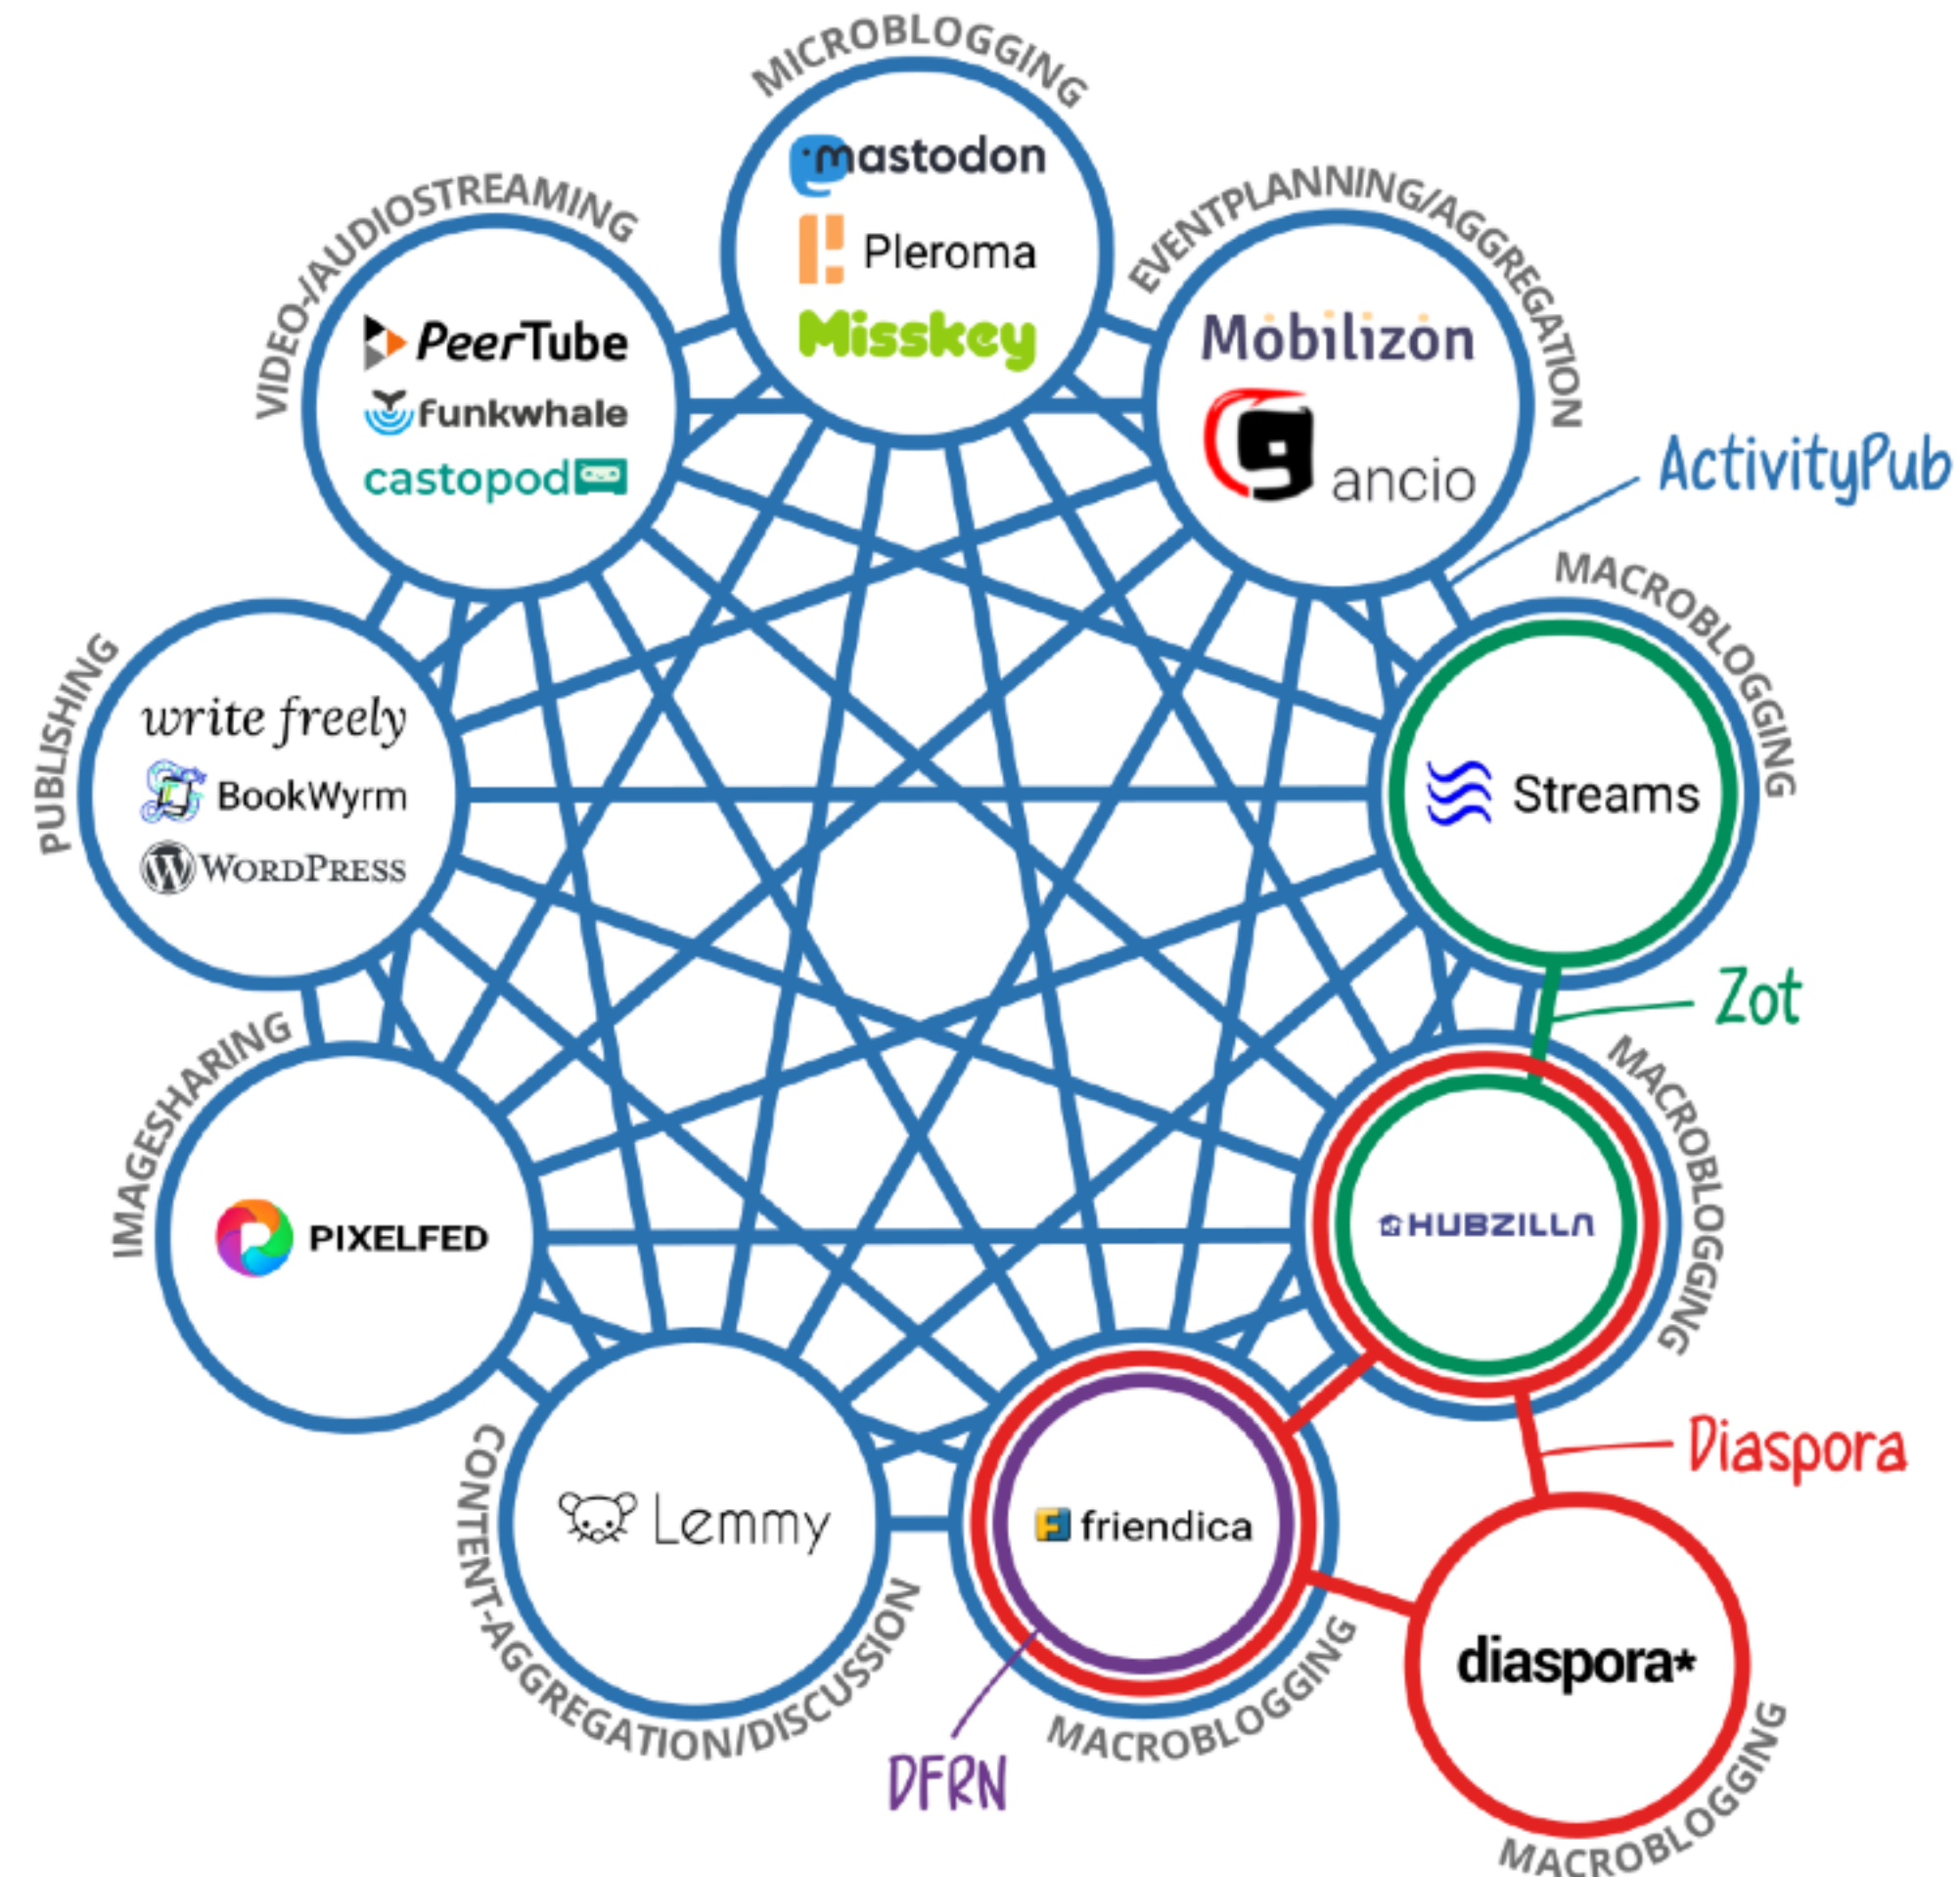 MICROBLOGGING
mastodon
Pleroma
Misskey
EVENTPLANNING/AGGREGATION
Mobilizon
gancio
ActivityPub
MACROBLOGGING
Streams
Zot
MACROBLOGGING
HUBZILLA
Diaspora
diaspora*
MACROBLOGGING
friendica
MACROBLOGGING
DFRN
Lemmy
CONTENT-AGGREGATION/DISCUSSION
IMAGESHARING
PIXELFED
PUBLISHING
write freely
BookWyrm
WORDPRESS
VIDEO-/AUDIOSTREAMING
PeerTube
funkwhale
castopod